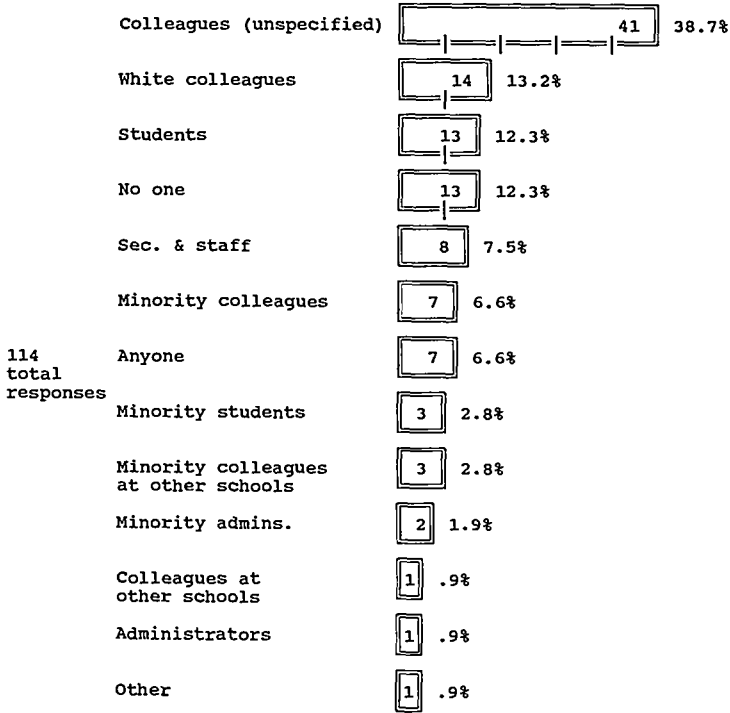 Colleagues (unspecified) 41 38.7%
White colleagues 14 13.2%
Students 13 12.3%
No one 13 12.3%
Sec. & staff 8 7.5%
Minority colleagues 7 6.6%
114
total
responses
Anyone 7 6.6%
Minority students 3 2.8%
Minority colleagues
at other schools 3 2.8%
Minority admins. 2 1.9%
Colleagues at
other schools 1 .9%
Administrators 1 .9%
Other 1 .9%